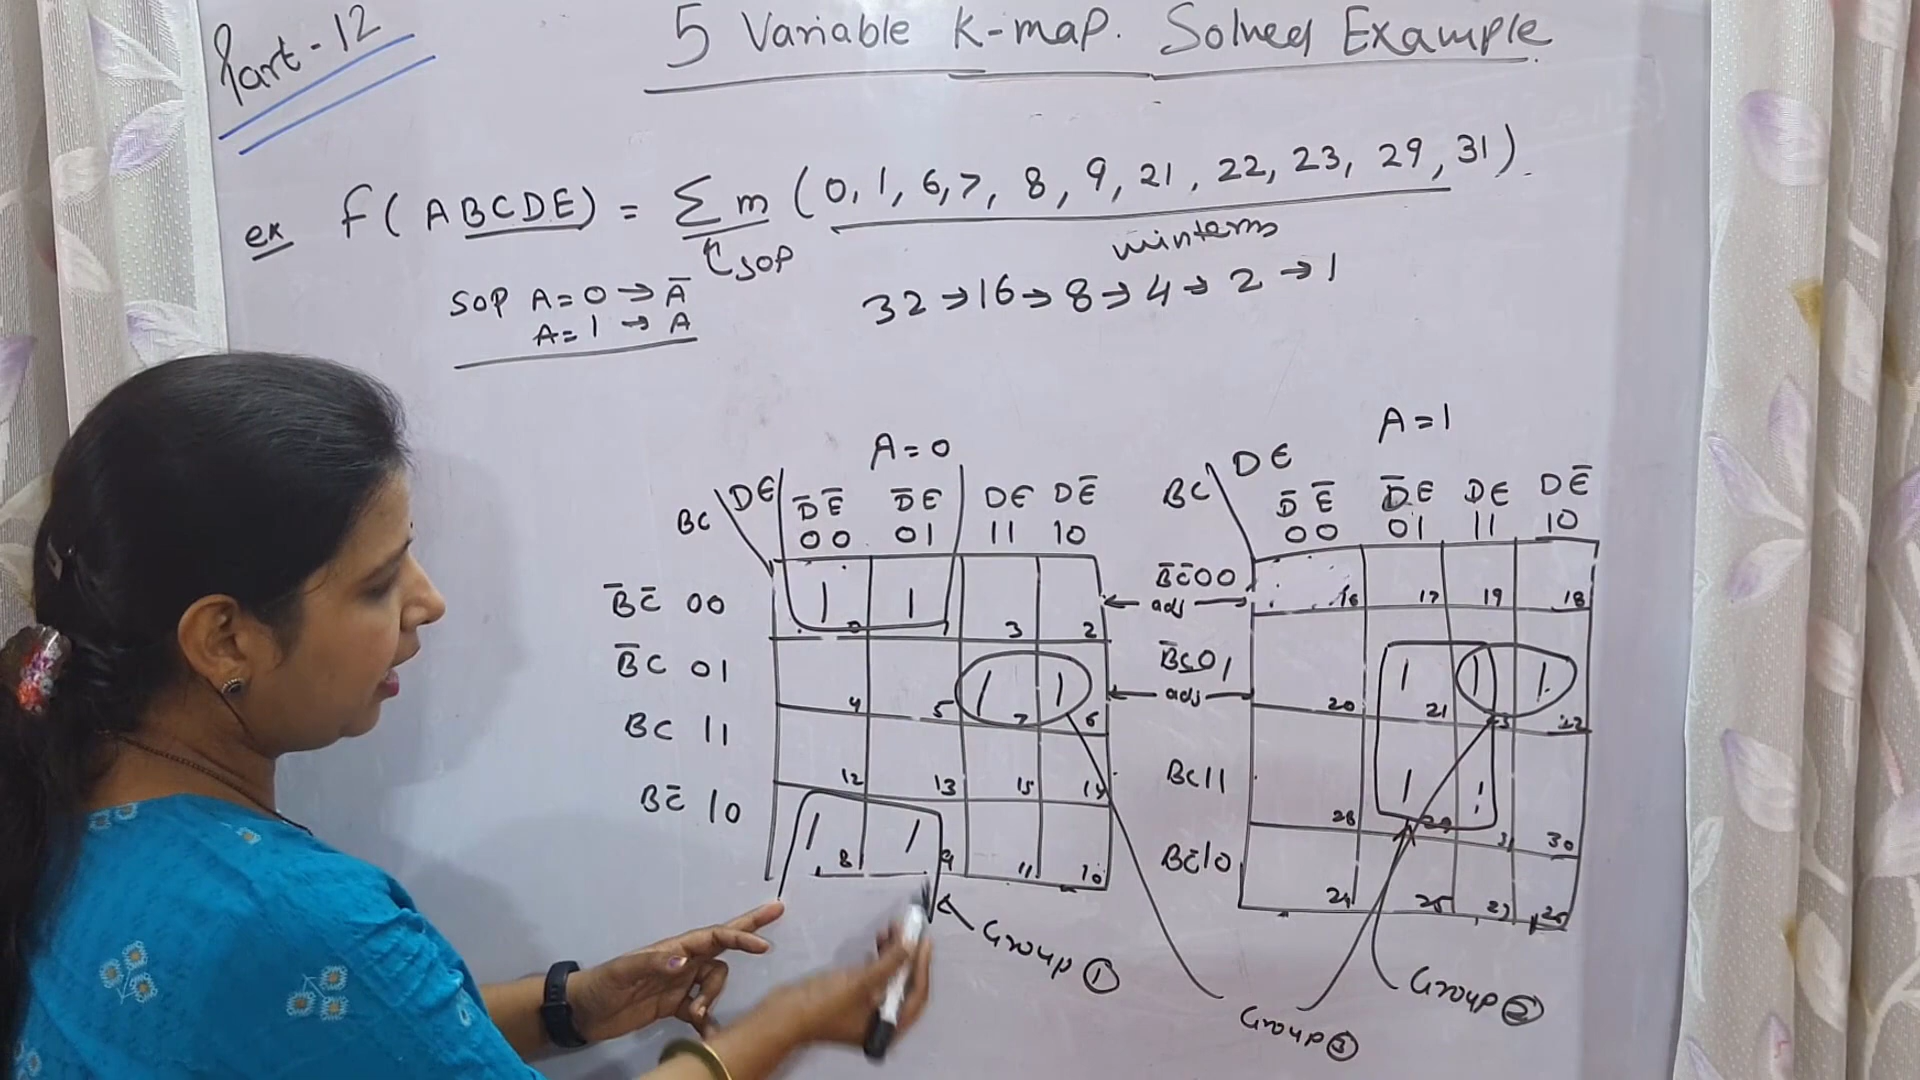 Part-12
5 Variable K-map. Solved Example
ex f(ABCDE) = Σm (0, 1, 6, 7, 8, 9, 21, 22, 23, 29, 31)
SOP
minterms
SOP A=0 → A̅
A=1 → A
32 → 16 → 8 → 4 → 2 → 1
A=0
BC DE D̅E̅ D̅E DE DE̅
00 01 11 10
B̅C̅ 00 1 1 3 2
B̅C 01 4 5 1 7 1 6
BC 11 12 13 15 14
BC̅ 10 1 8 1 9 11 10
Group ①
A=1
BC DE D̅E̅ D̅E DE DE̅
00 01 11 10
B̅C̅00 16 17 19 18
adj
B̅C01 20 1 21 1 23 1 22
adj
BC11 28 1 29 1 31 30
BC̅10 24 25 27 26
Group ②
Group ③